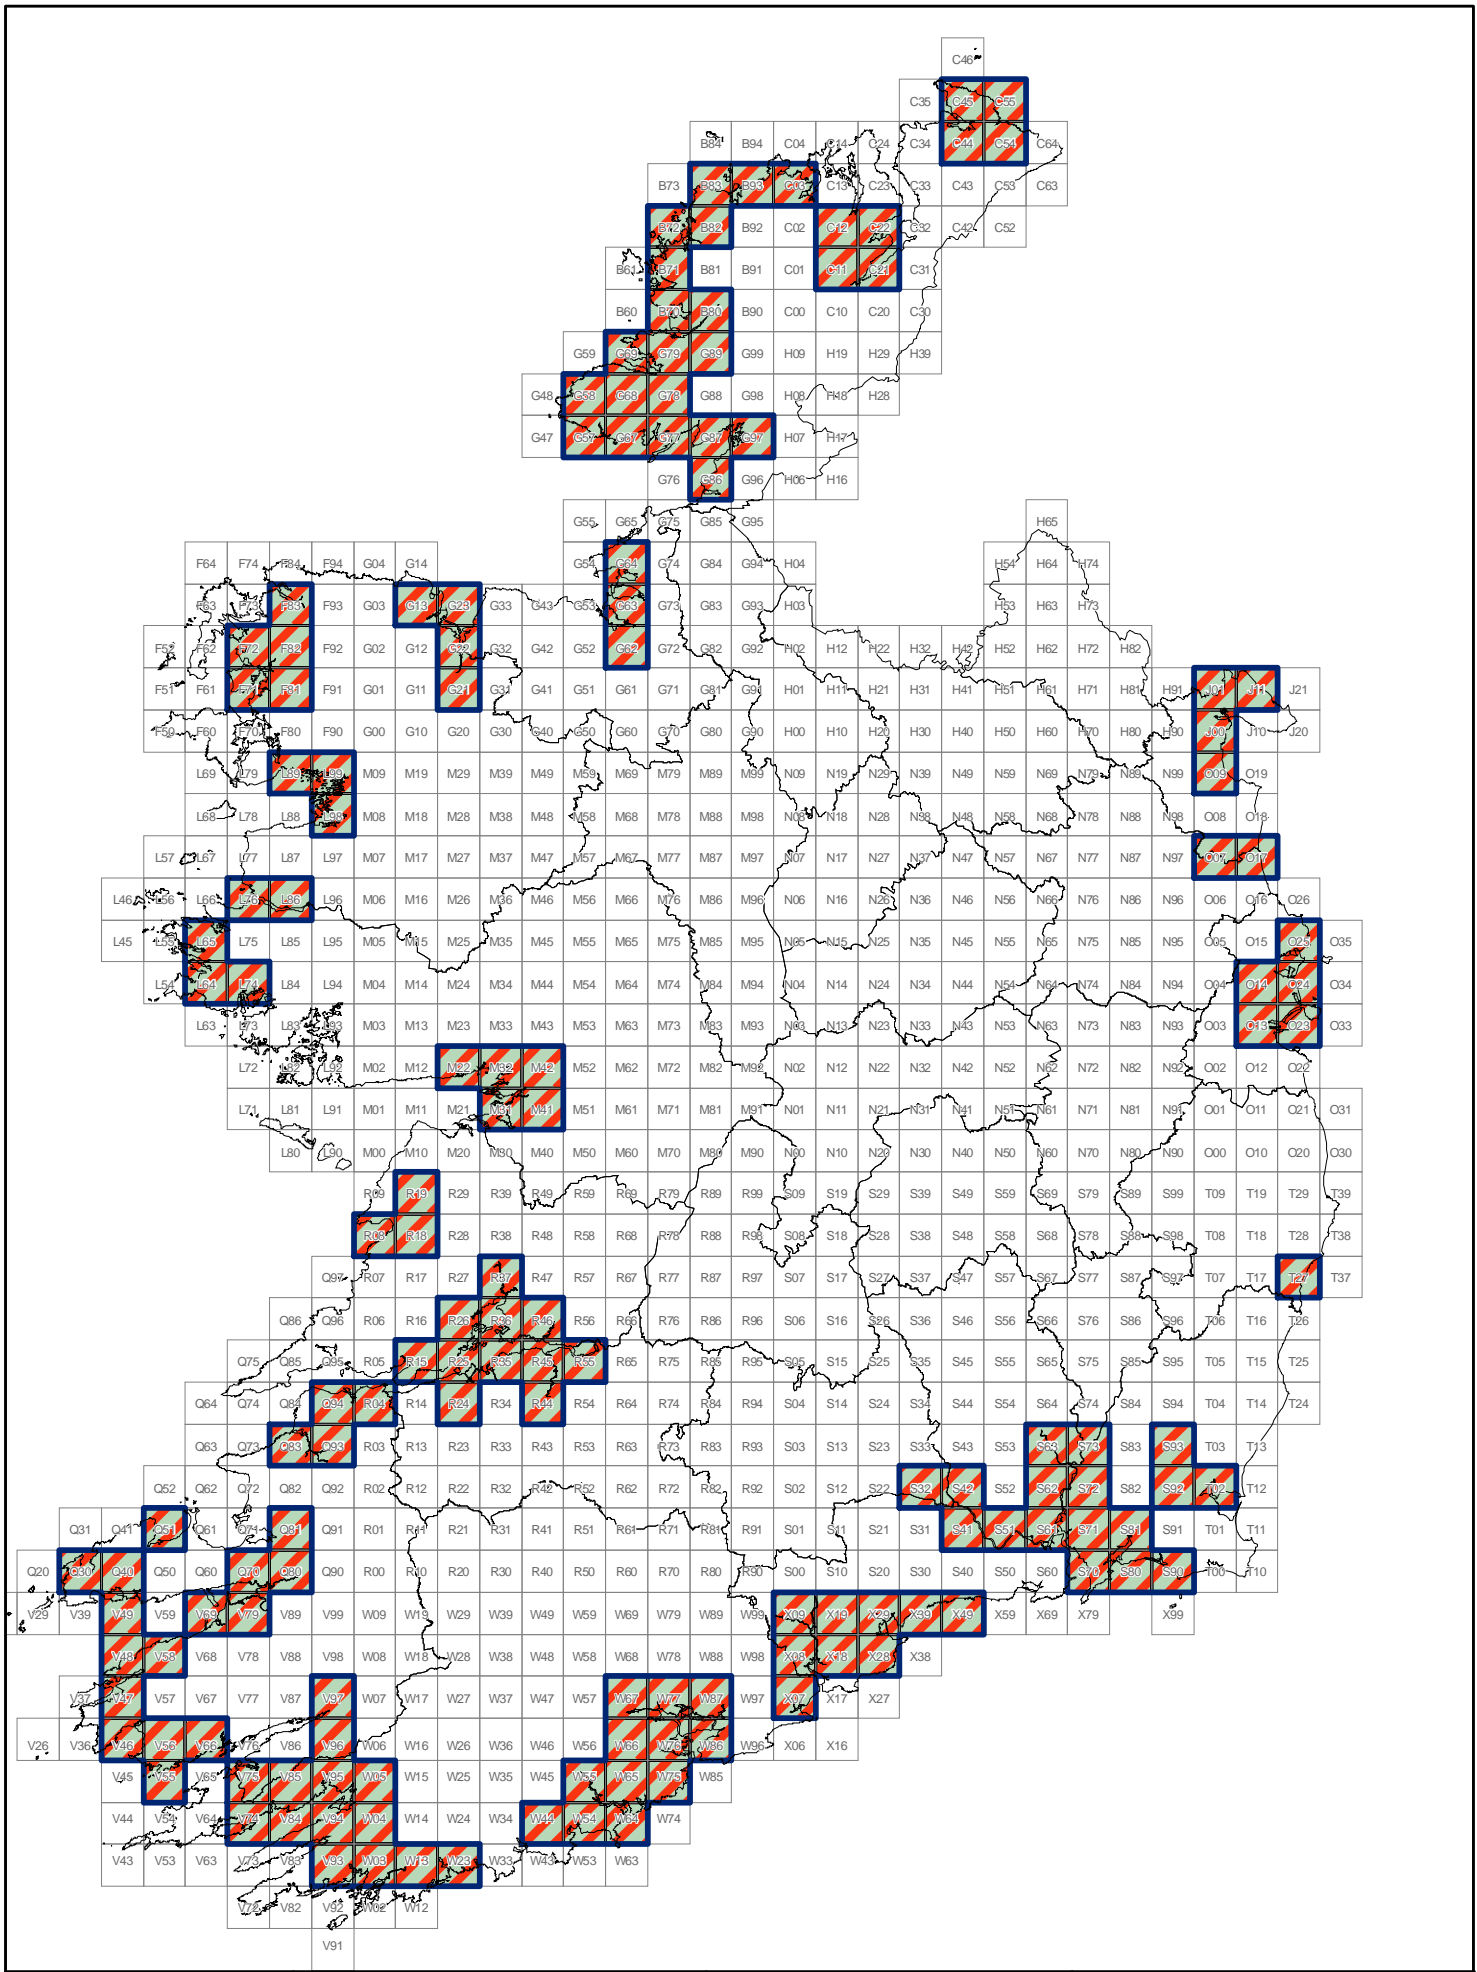 C46
C35 C45 C55
B84 B94 C04 C14 C24 C34 C44 C54 C64
B73 B83 B93 C03 C13 C23 C33 C43 C53 C63
B72 B82 B92 C02 C12 C22 C32 C42 C52
B61 B71 B81 B91 C01 C11 C21 C31
B60 B70 B80 B90 C00 C10 C20 C30
G59 G69 G79 G89 G99 H09 H19 H29 H39
G48 G58 G68 G78 G88 G98 H08 H18 H28
G47 G57 G67 G77 G87 G97 H07 H17
G76 G86 G96 H06 H16
G55 G65 G75 G85 G95 H65
F64 F74 F84 F94 G04 G14 G54 G64 G74 G84 G94 H04 H54 H64 H74
F63 F73 F83 F93 G03 G13 G23 G33 G43 G53 G63 G73 G83 G93 H03 H53 H63 H73
F52 F62 F72 F82 F92 G02 G12 G22 G32 G42 G52 G62 G72 G82 G92 H02 H12 H22 H32 H42 H52 H62 H72 H82
F51 F61 F71 F81 F91 G01 G11 G21 G31 G41 G51 G61 G71 G81 G91 H01 H11 H21 H31 H41 H51 H61 H71 H81 H91 J01 J11 J21
F50 F60 F70 F80 F90 G00 G10 G20 G30 G40 G50 G60 G70 G80 G90 H00 H10 H20 H30 H40 H50 H60 H70 H80 H90 J00 J10 J20
L69 L79 L89 L99 M09 M19 M29 M39 M49 M59 M69 M79 M89 M99 N09 N19 N29 N39 N49 N59 N69 N79 N89 N99 O09 O19
L68 L78 L88 L98 M08 M18 M28 M38 M48 M58 M68 M78 M88 M98 N08 N18 N28 N38 N48 N58 N68 N78 N88 N98 O08 O18
L57 L67 L77 L87 L97 M07 M17 M27 M37 M47 M57 M67 M77 M87 M97 N07 N17 N27 N37 N47 N57 N67 N77 N87 N97 O07 O17
L46 L56 L66 L76 L86 L96 M06 M16 M26 M36 M46 M56 M66 M76 M86 M96 N06 N16 N26 N36 N46 N56 N66 N76 N86 N96 O06 O16 O26
L45 L55 L65 L75 L85 L95 M05 M15 M25 M35 M45 M55 M65 M75 M85 M95 N05 N15 N25 N35 N45 N55 N65 N75 N85 N95 O05 O15 O25 O35
L54 L64 L74 L84 L94 M04 M14 M24 M34 M44 M54 M64 M74 M84 M94 N04 N14 N24 N34 N44 N54 N64 N74 N84 N94 O04 O14 O24 O34
L63 L73 L83 L93 M03 M13 M23 M33 M43 M53 M63 M73 M83 M93 N03 N13 N23 N33 N43 N53 N63 N73 N83 N93 O03 O13 O23 O33
L72 L82 L92 M02 M12 M22 M32 M42 M52 M62 M72 M82 M92 N02 N12 N22 N32 N42 N52 N62 N72 N82 N92 O02 O12 O22
L71 L81 L91 M01 M11 M21 M31 M41 M51 M61 M71 M81 M91 N01 N11 N21 N31 N41 N51 N61 N71 N81 N91 O01 O11 O21 O31
L80 L90 M00 M10 M20 M30 M40 M50 M60 M70 M80 M90 N00 N10 N20 N30 N40 N50 N60 N70 N80 N90 O00 O10 O20 O30
R09 R19 R29 R39 R49 R59 R69 R79 R89 R99 S09 S19 S29 S39 S49 S59 S69 S79 S89 S99 T09 T19 T29 T39
R08 R18 R28 R38 R48 R58 R68 R78 R88 R98 S08 S18 S28 S38 S48 S58 S68 S78 S88 S98 T08 T18 T28 T38
Q97 R07 R17 R27 R37 R47 R57 R67 R77 R87 R97 S07 S17 S27 S37 S47 S57 S67 S77 S87 S97 T07 T17 T27 T37
Q86 Q96 R06 R16 R26 R36 R46 R56 R66 R76 R86 R96 S06 S16 S26 S36 S46 S56 S66 S76 S86 S96 T06 T16 T26
Q75 Q85 Q95 R05 R15 R25 R35 R45 R55 R65 R75 R85 R95 S05 S15 S25 S35 S45 S55 S65 S75 S85 S95 T05 T15 T25
Q64 Q74 Q84 Q94 R04 R14 R24 R34 R44 R54 R64 R74 R84 R94 S04 S14 S24 S34 S44 S54 S64 S74 S84 S94 T04 T14 T24
Q63 Q73 Q83 Q93 R03 R13 R23 R33 R43 R53 R63 R73 R83 R93 S03 S13 S23 S33 S43 S53 S63 S73 S83 S93 T03 T13
Q52 Q62 Q72 Q82 Q92 R02 R12 R22 R32 R42 R52 R62 R72 R82 R92 S02 S12 S22 S32 S42 S52 S62 S72 S82 S92 T02 T12
Q31 Q41 Q51 Q61 Q71 Q81 Q91 R01 R11 R21 R31 R41 R51 R61 R71 R81 R91 S01 S11 S21 S31 S41 S51 S61 S71 S81 S91 T01 T11
Q20 Q30 Q40 Q50 Q60 Q70 Q80 Q90 R00 R10 R20 R30 R40 R50 R60 R70 R80 R90 S00 S10 S20 S30 S40 S50 S60 S70 S80 S90 T00 T10
V29 V39 V49 V59 V69 V79 V89 V99 W09 W19 W29 W39 W49 W59 W69 W79 W89 W99 X09 X19 X29 X39 X49 X59 X69 X79 X99
V48 V58 V68 V78 V88 V98 W08 W18 W28 W38 W48 W58 W68 W78 W88 W98 X08 X18 X28 X38
V37 V47 V57 V67 V77 V87 V97 W07 W17 W27 W37 W47 W57 W67 W77 W87 W97 X07 X17 X27
V26 V36 V46 V56 V66 V76 V86 V96 W06 W16 W26 W36 W46 W56 W66 W76 W86 W96 X06 X16
V45 V55 V65 V75 V85 V95 W05 W15 W25 W35 W45 W55 W65 W75 W85
V44 V54 V64 V74 V84 V94 W04 W14 W24 W34 W44 W54 W64 W74
V43 V53 V63 V73 V83 V93 W03 W13 W23 W33 W43 W53 W63
V72 V82 V92 W02 W12
V91